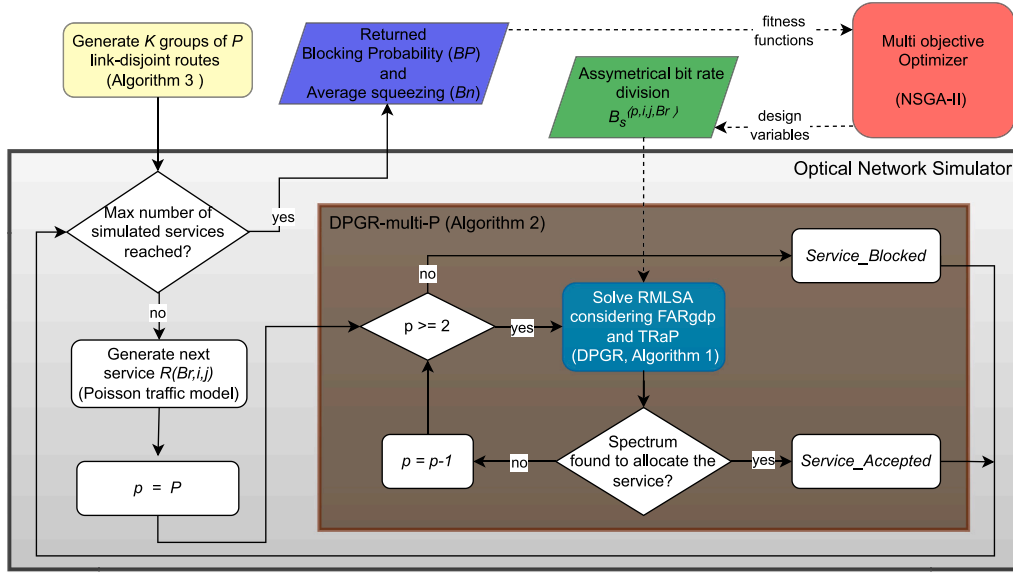 Generate K groups of P
link-disjoint routes
(Algorithm 3 )
Returned
Blocking Probability (BP)
and
Average squeezing (Bn)
fitness
functions
Multi objective
Optimizer
(NSGA-II)
Assymetrical bit rate
division
B_s^(p,i,j,Br )
design
variables
Optical Network Simulator
Max number of
simulated services
reached?
yes
no
Generate next
service R(Br,i,j)
(Poisson traffic model)
p = P
DPGR-multi-P (Algorithm 2)
no
p >= 2
yes
Solve RMLSA
considering FARgdp
and TRaP
(DPGR, Algorithm 1)
Service_Blocked
p = p-1
no
Spectrum
found to allocate the
service?
yes
Service_Accepted